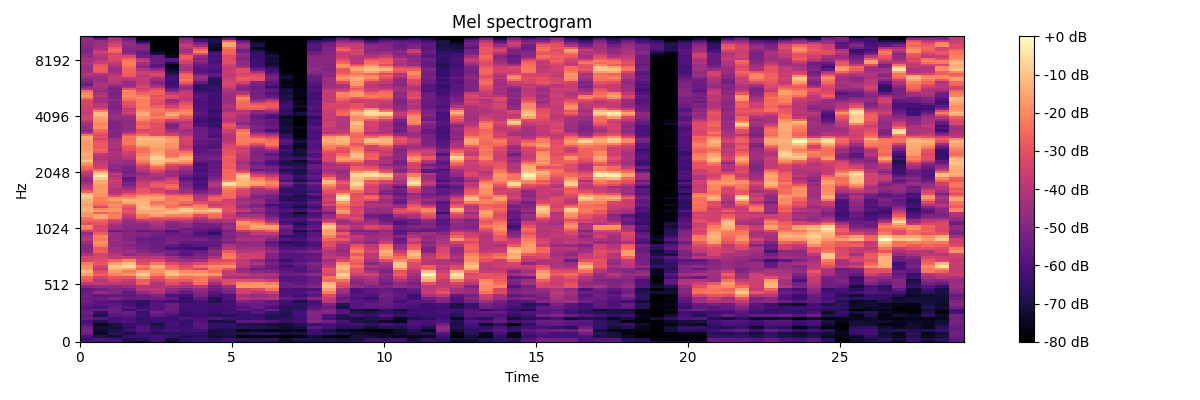 Mel spectrogram
Hz
8192
4096
2048
1024
512
0
0 5 10 15 20 25
Time
+0 dB
-10 dB
-20 dB
-30 dB
-40 dB
-50 dB
-60 dB
-70 dB
-80 dB